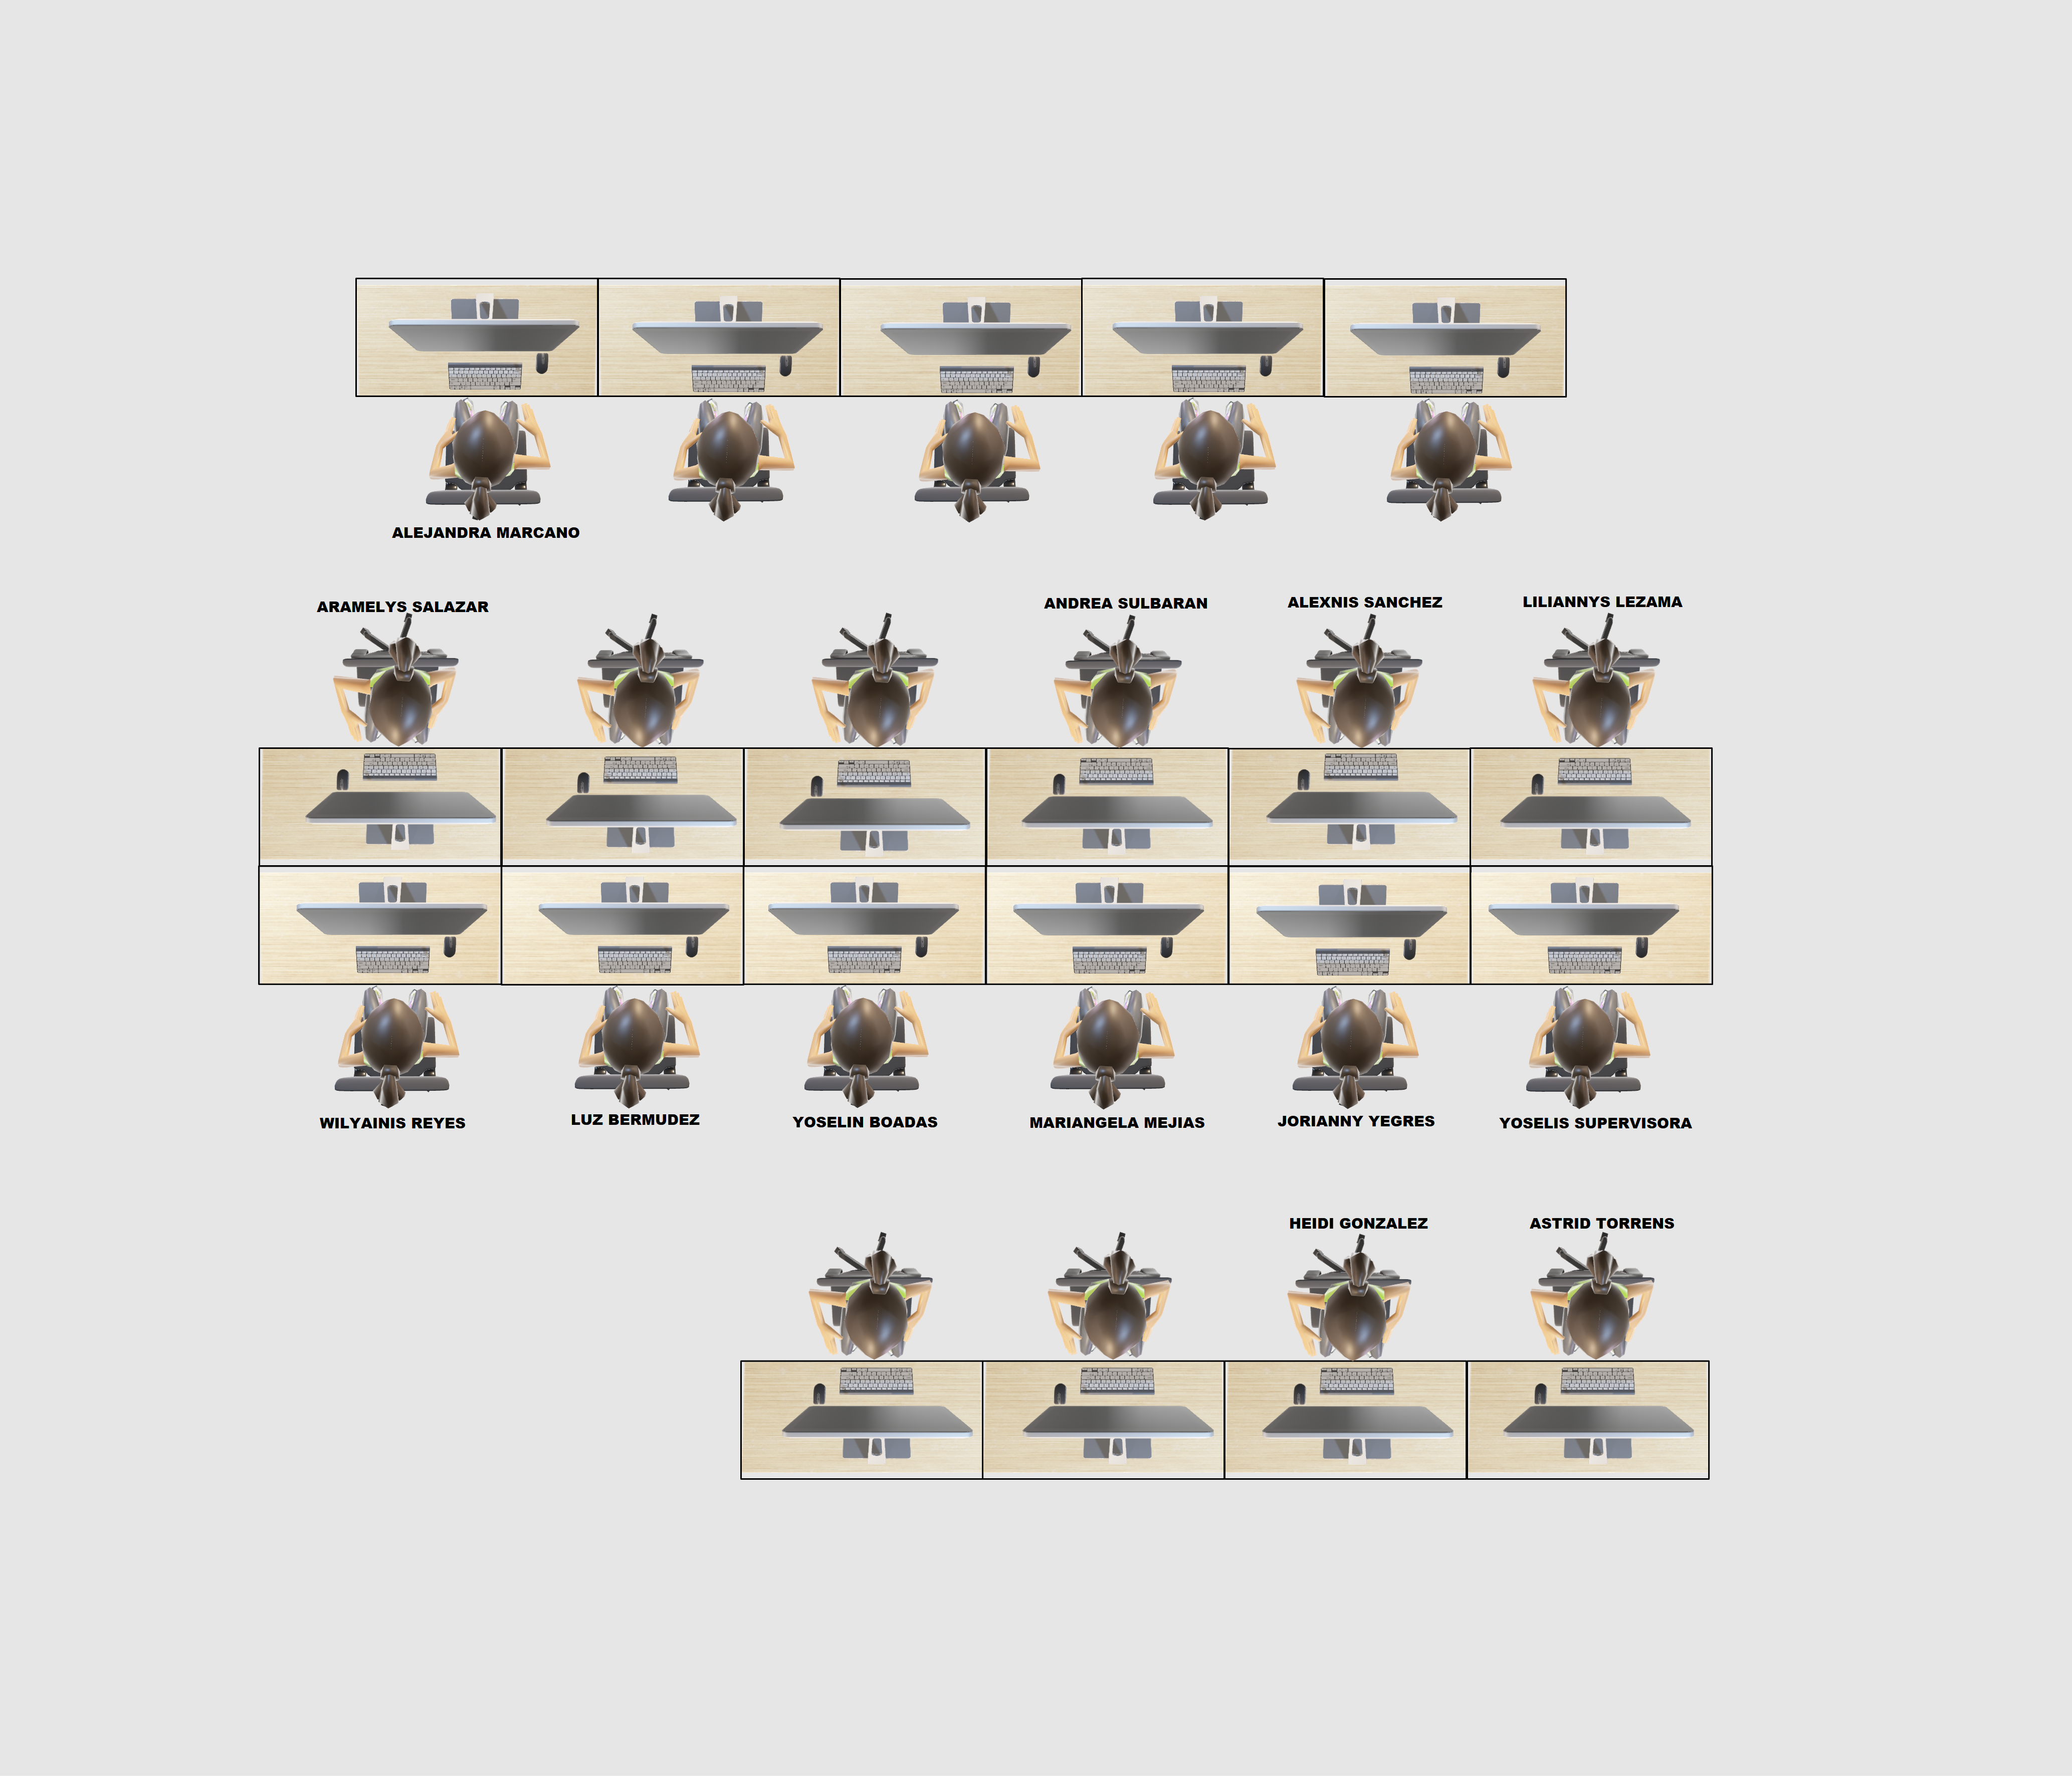 ALEJANDRA MARCANO
ARAMELYS SALAZAR
ANDREA SULBARAN
ALEXNIS SANCHEZ
LILIANNYS LEZAMA
WILYAINIS REYES
LUZ BERMUDEZ
YOSELIN BOADAS
MARIANGELA MEJIAS
JORIANNY YEGRES
YOSELIS SUPERVISORA
HEIDI GONZALEZ
ASTRID TORRENS